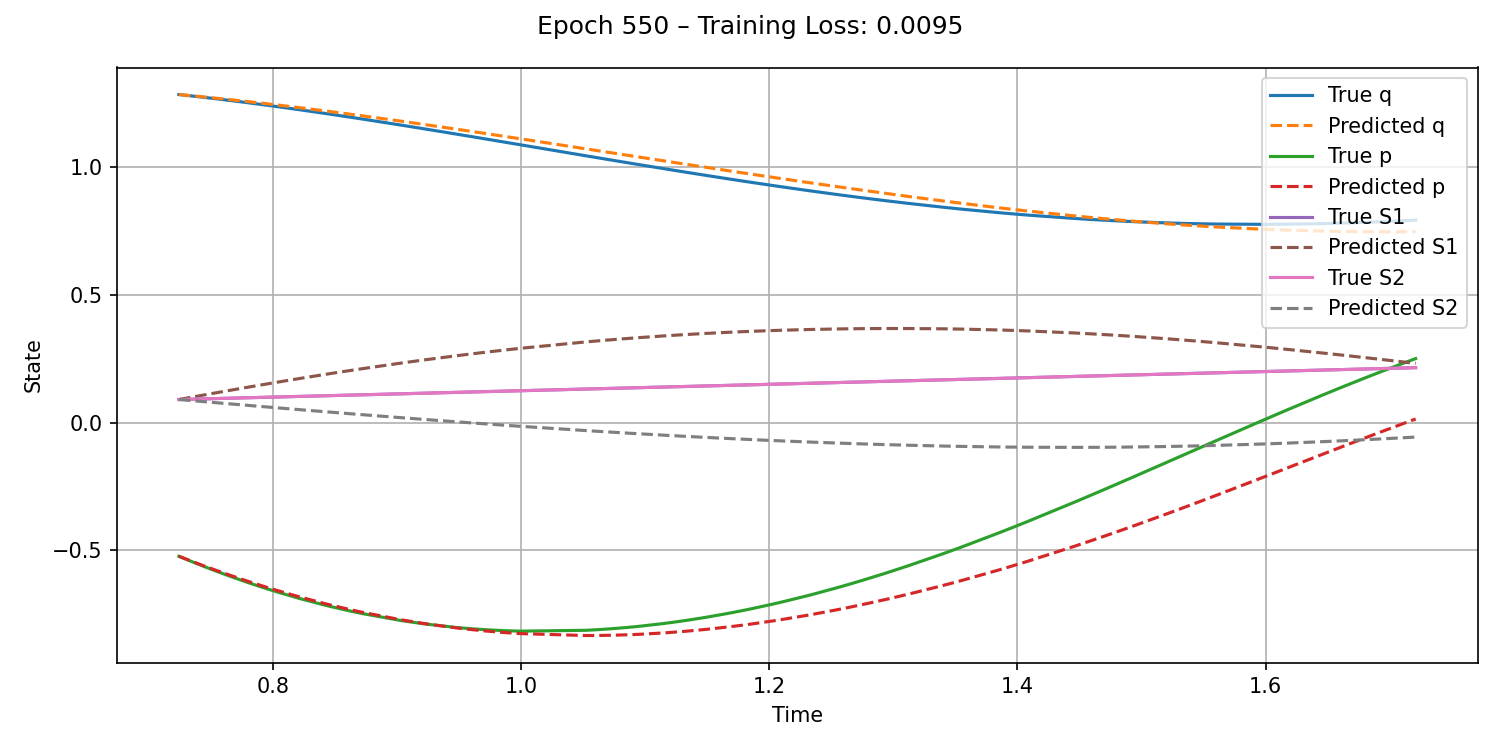 Epoch 550 – Training Loss: 0.0095
True q
Predicted q
True p
Predicted p
True S1
Predicted S1
True S2
Predicted S2
State
1.0
0.5
0.0
−0.5
0.8
1.0
1.2
1.4
1.6
Time